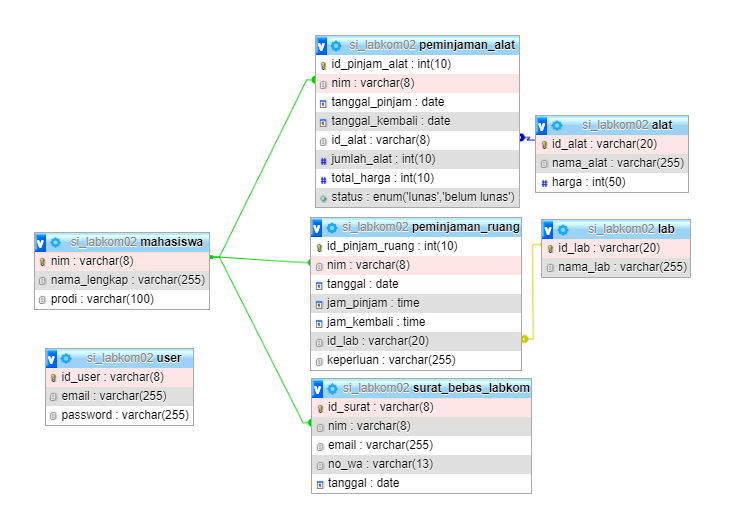 si_labkom02 peminjaman_alat
id_pinjam_alat : int(10)
nim : varchar(8)
tanggal_pinjam : date
tanggal_kembali : date
id_alat : varchar(8)
jumlah_alat : int(10)
total_harga : int(10)
status : enum('lunas','belum lunas')
si_labkom02 alat
id_alat : varchar(20)
nama_alat : varchar(255)
harga : int(50)
si_labkom02 mahasiswa
nim : varchar(8)
nama_lengkap : varchar(255)
prodi : varchar(100)
si_labkom02 peminjaman_ruang
id_pinjam_ruang : int(10)
nim : varchar(8)
tanggal : date
jam_pinjam : time
jam_kembali : time
id_lab : varchar(20)
keperluan : varchar(255)
si_labkom02 lab
id_lab : varchar(20)
nama_lab : varchar(255)
si_labkom02 user
id_user : varchar(8)
email : varchar(255)
password : varchar(255)
si_labkom02 surat_bebas_labkom
id_surat : varchar(8)
nim : varchar(8)
email : varchar(255)
no_wa : varchar(13)
tanggal : date